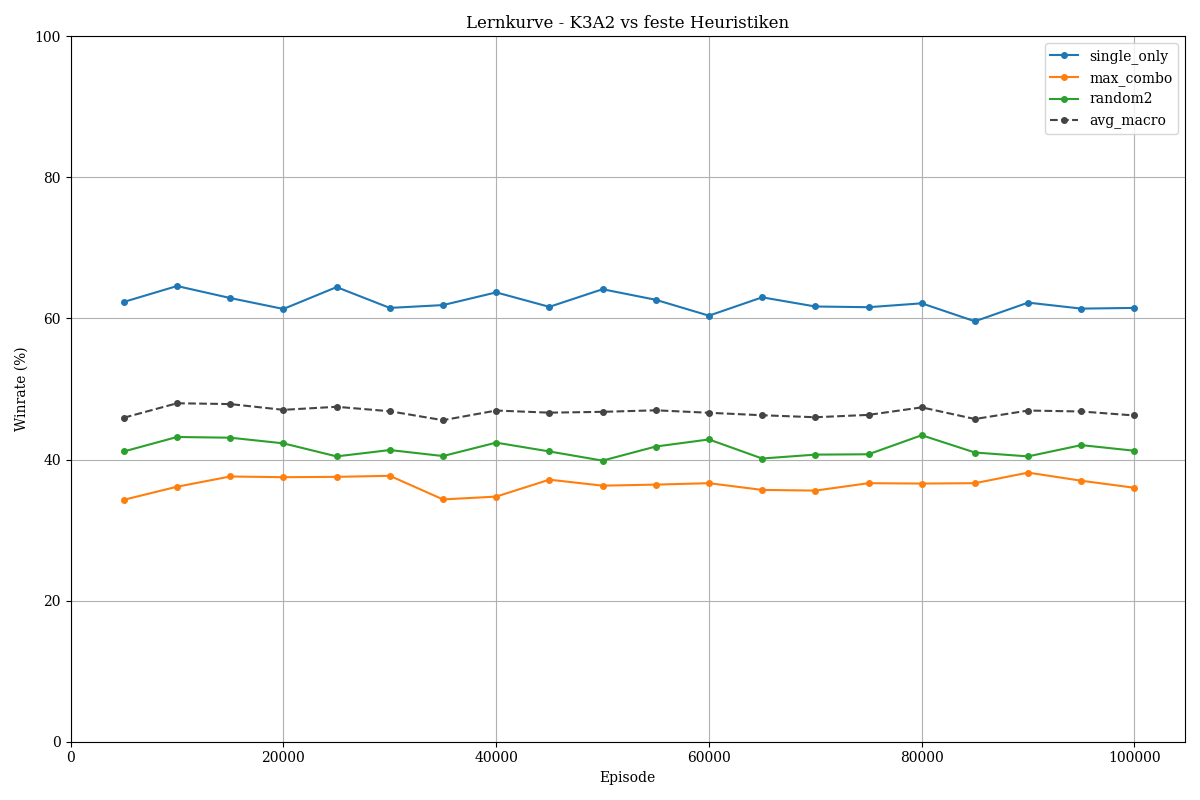 Lernkurve - K3A2 vs feste Heuristiken
100
80
60
40
20
0
Winrate (%)
single_only
max_combo
random2
avg_macro
0 20000 40000 60000 80000 100000
Episode